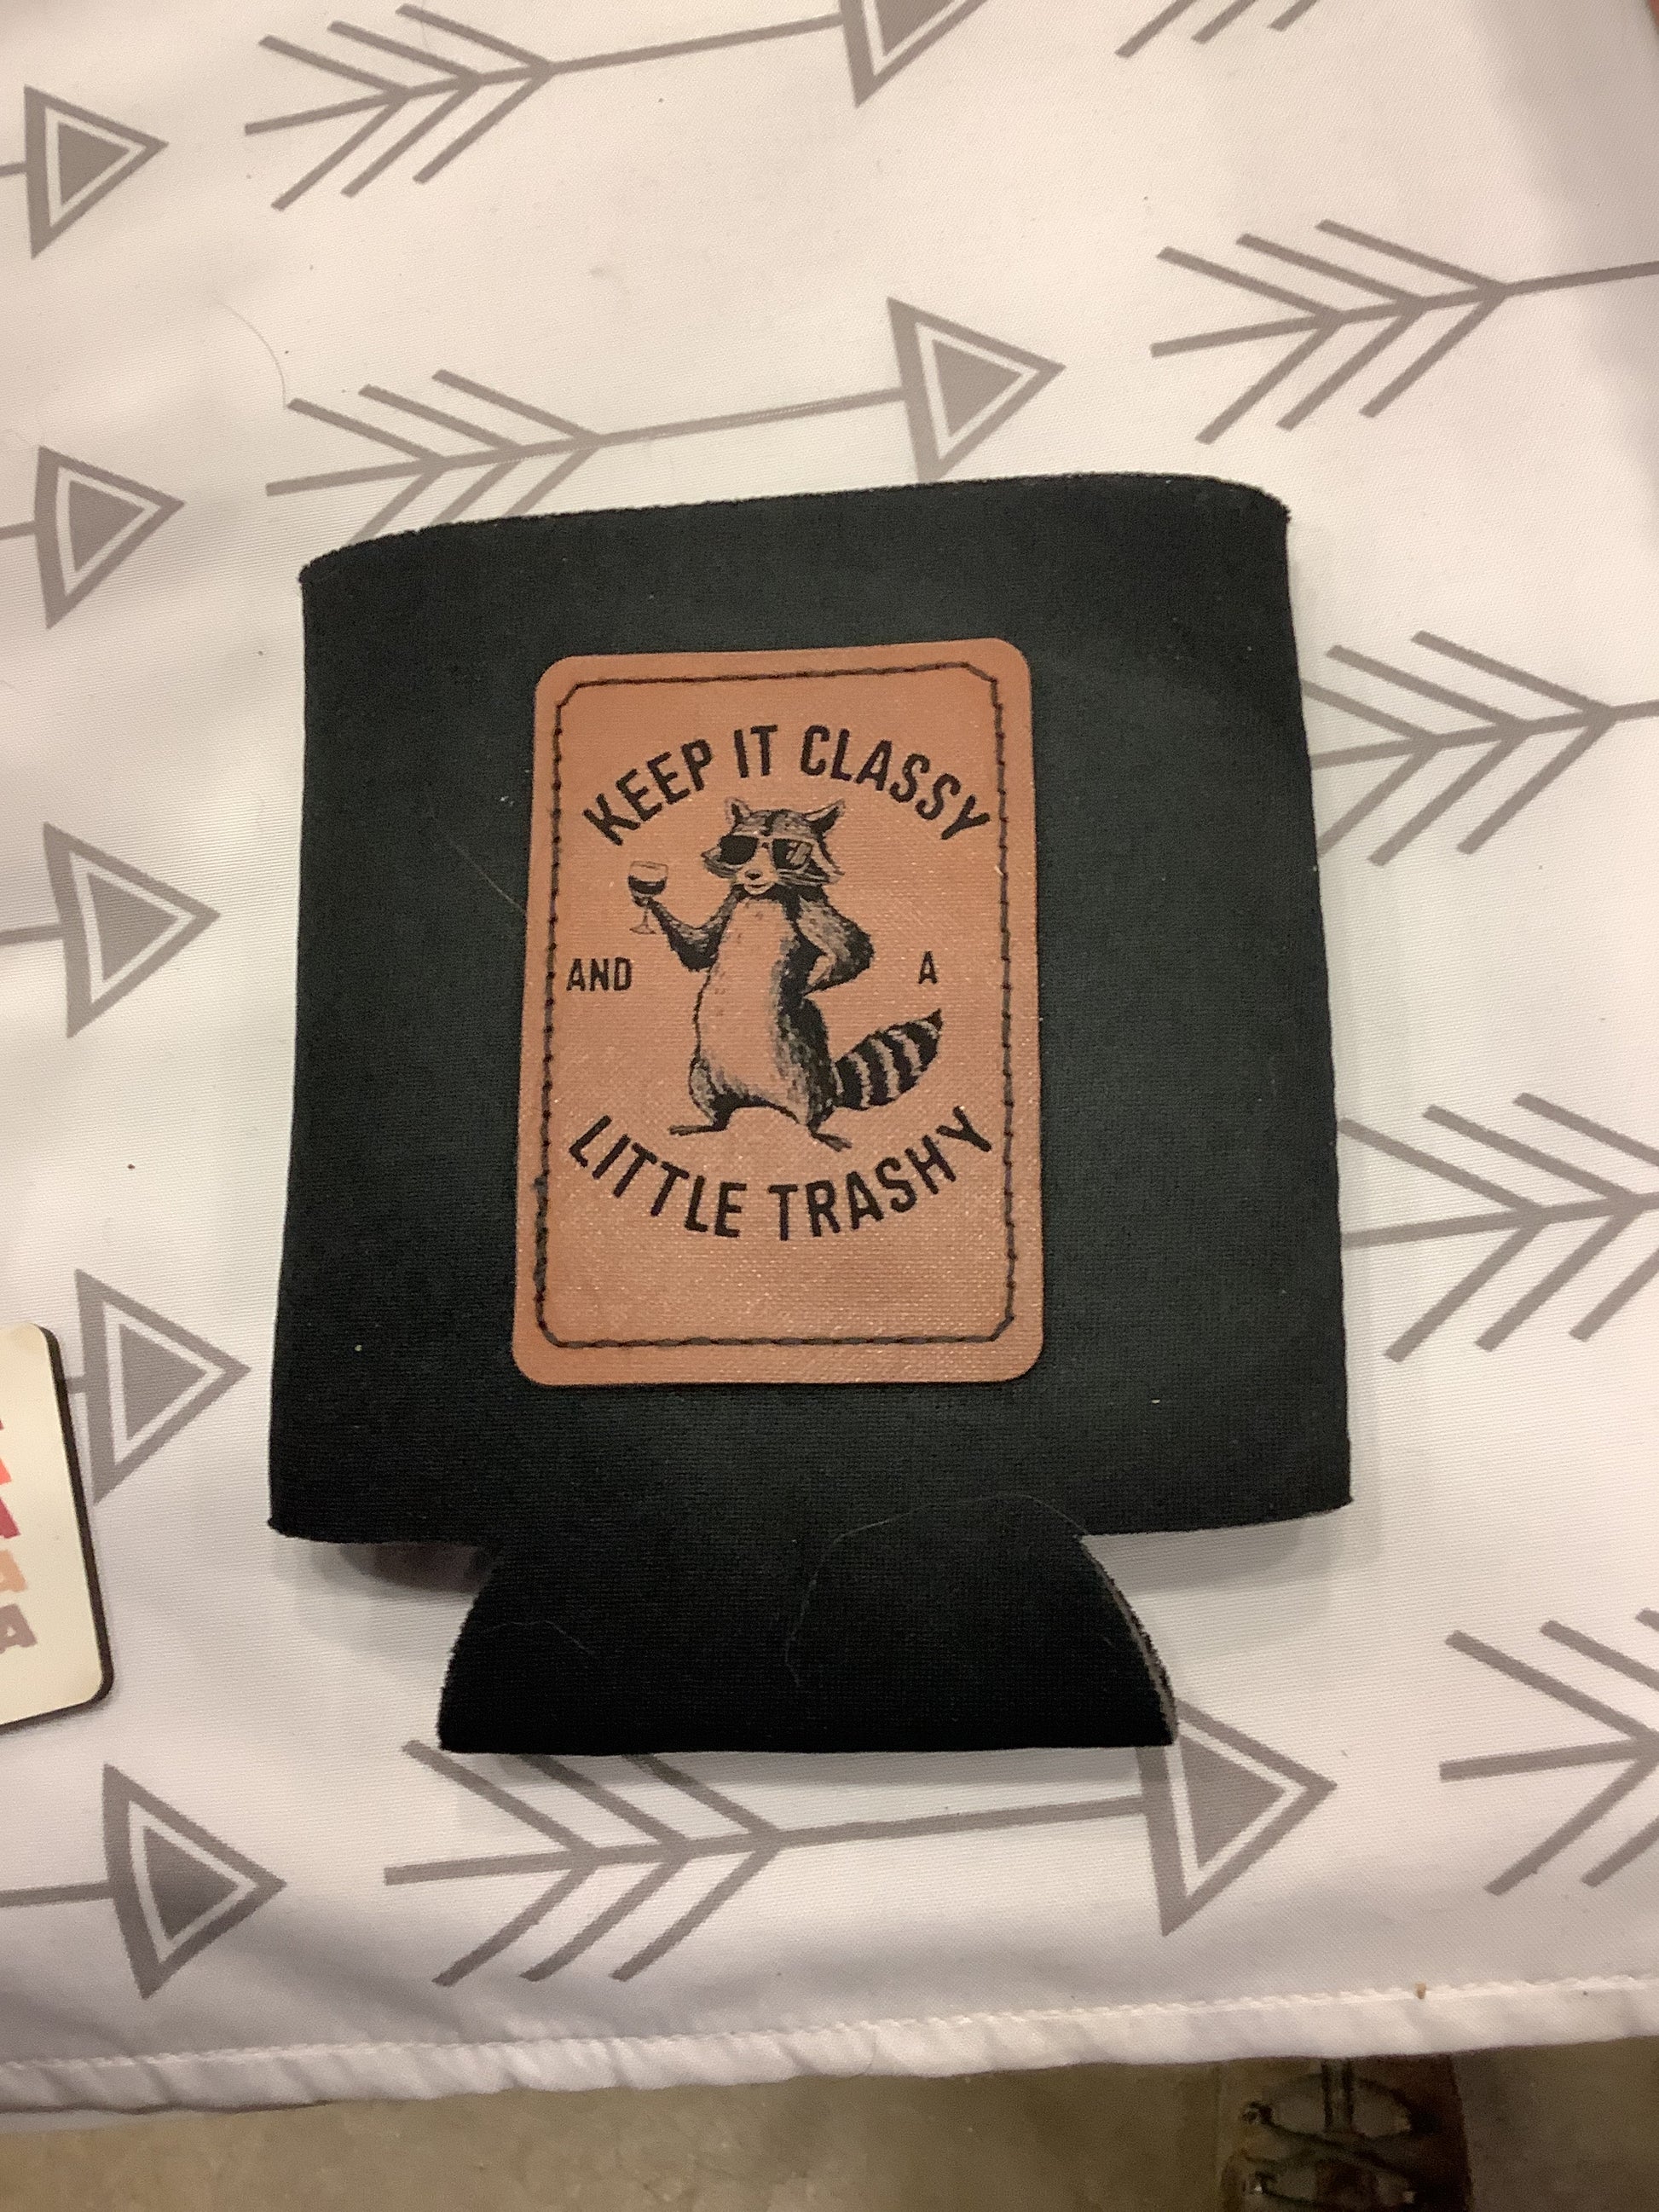 KEEP IT CLASSY
AND A
LITTLE TRASHY